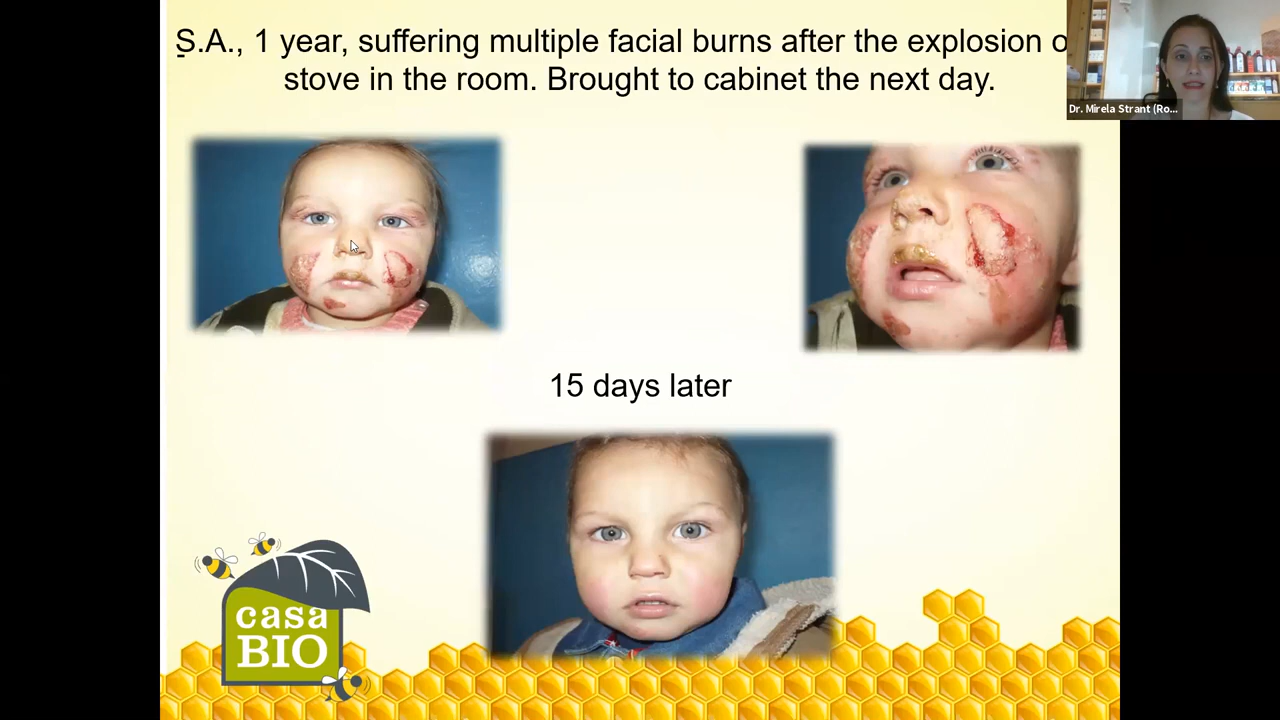 S.A., 1 year, suffering multiple facial burns after the explosion o
stove in the room. Brought to cabinet the next day.
Dr. Mirela Strant (Ro...
15 days later
casa
BIO